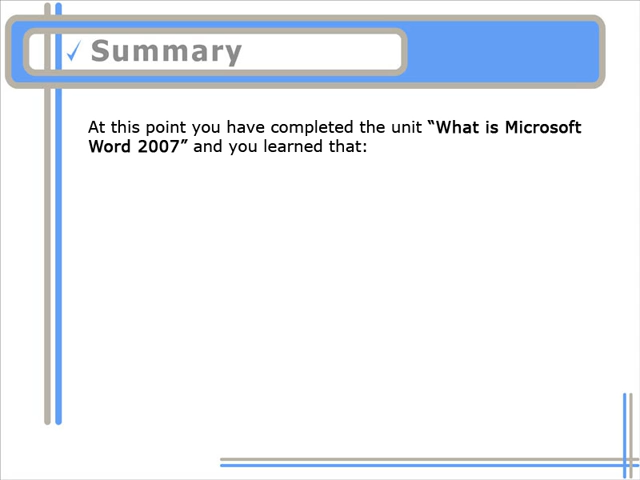 Summary
At this point you have completed the unit “What is Microsoft
Word 2007” and you learned that: